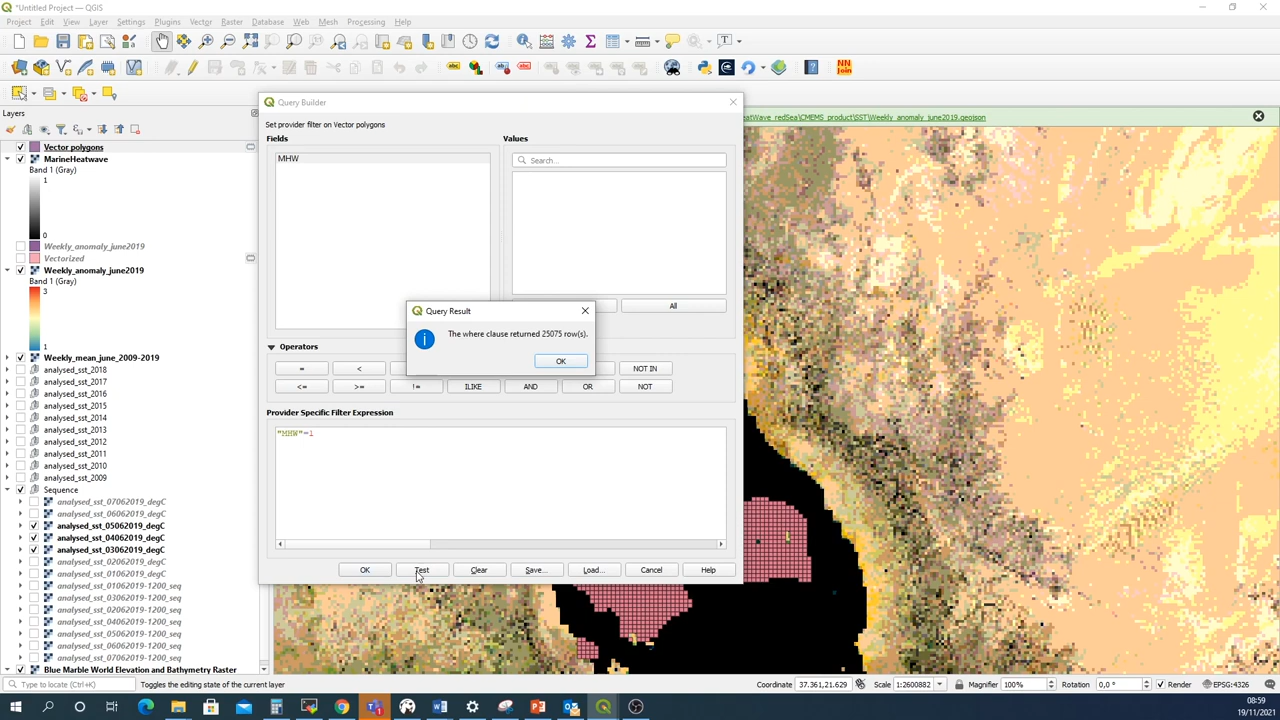 *Untitled Project — QGIS
Project Edit View Layer Settings Plugins Vector Raster Database Web Mesh Processing Help
Layers
Vector polygons
MarineHeatwave
Band 1 (Gray)
1
0
Weekly_anomaly_june2019
Vectorized
Weekly_anomaly_june2019
Band 1 (Gray)
3
1
Weekly_mean_june_2009-2019
analysed_sst_2018
analysed_sst_2017
analysed_sst_2016
analysed_sst_2015
analysed_sst_2014
analysed_sst_2013
analysed_sst_2012
analysed_sst_2011
analysed_sst_2010
analysed_sst_2009
Sequence
analysed_sst_07062019_degC
analysed_sst_06062019_degC
analysed_sst_05062019_degC
analysed_sst_04062019_degC
analysed_sst_03062019_degC
analysed_sst_02062019_degC
analysed_sst_01062019_degC
analysed_sst_01062019-1200_seq
analysed_sst_03062019-1200_seq
analysed_sst_02062019-1200_seq
analysed_sst_04062019-1200_seq
analysed_sst_05062019-1200_seq
analysed_sst_06062019-1200_seq
analysed_sst_07062019-1200_seq
Blue Marble World Elevation and Bathymetry Raster
eatWave_redSea\CMEMS_product\SST\Weekly_anomaly_june2019.geojson
Query Builder
Set provider filter on Vector polygons
Fields
Values
MHW
Search...
All
Query Result
The where clause returned 25075 row(s).
OK
Operators
= < NOT IN
<= >= != ILIKE AND OR NOT
Provider Specific Filter Expression
"MHW"=1
OK Test Clear Save... Load... Cancel Help
Type to locate (Ctrl+K) Toggles the editing state of the current layer Coordinate 37.361,21.629 Scale 1:2600882 Magnifier 100% Rotation 0,0 ° Render EPSG:4326
08:59
19/11/2021
NN
join